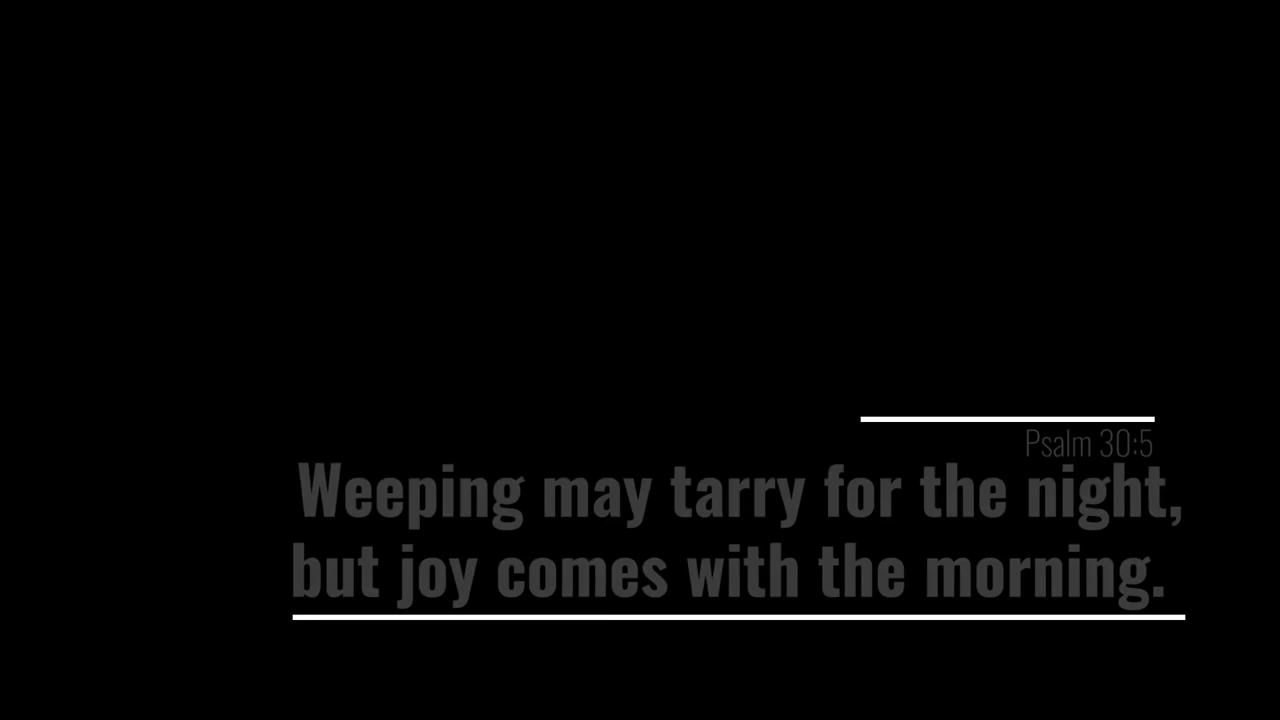 Psalm 30:5
Weeping may tarry for the night,
but joy comes with the morning.